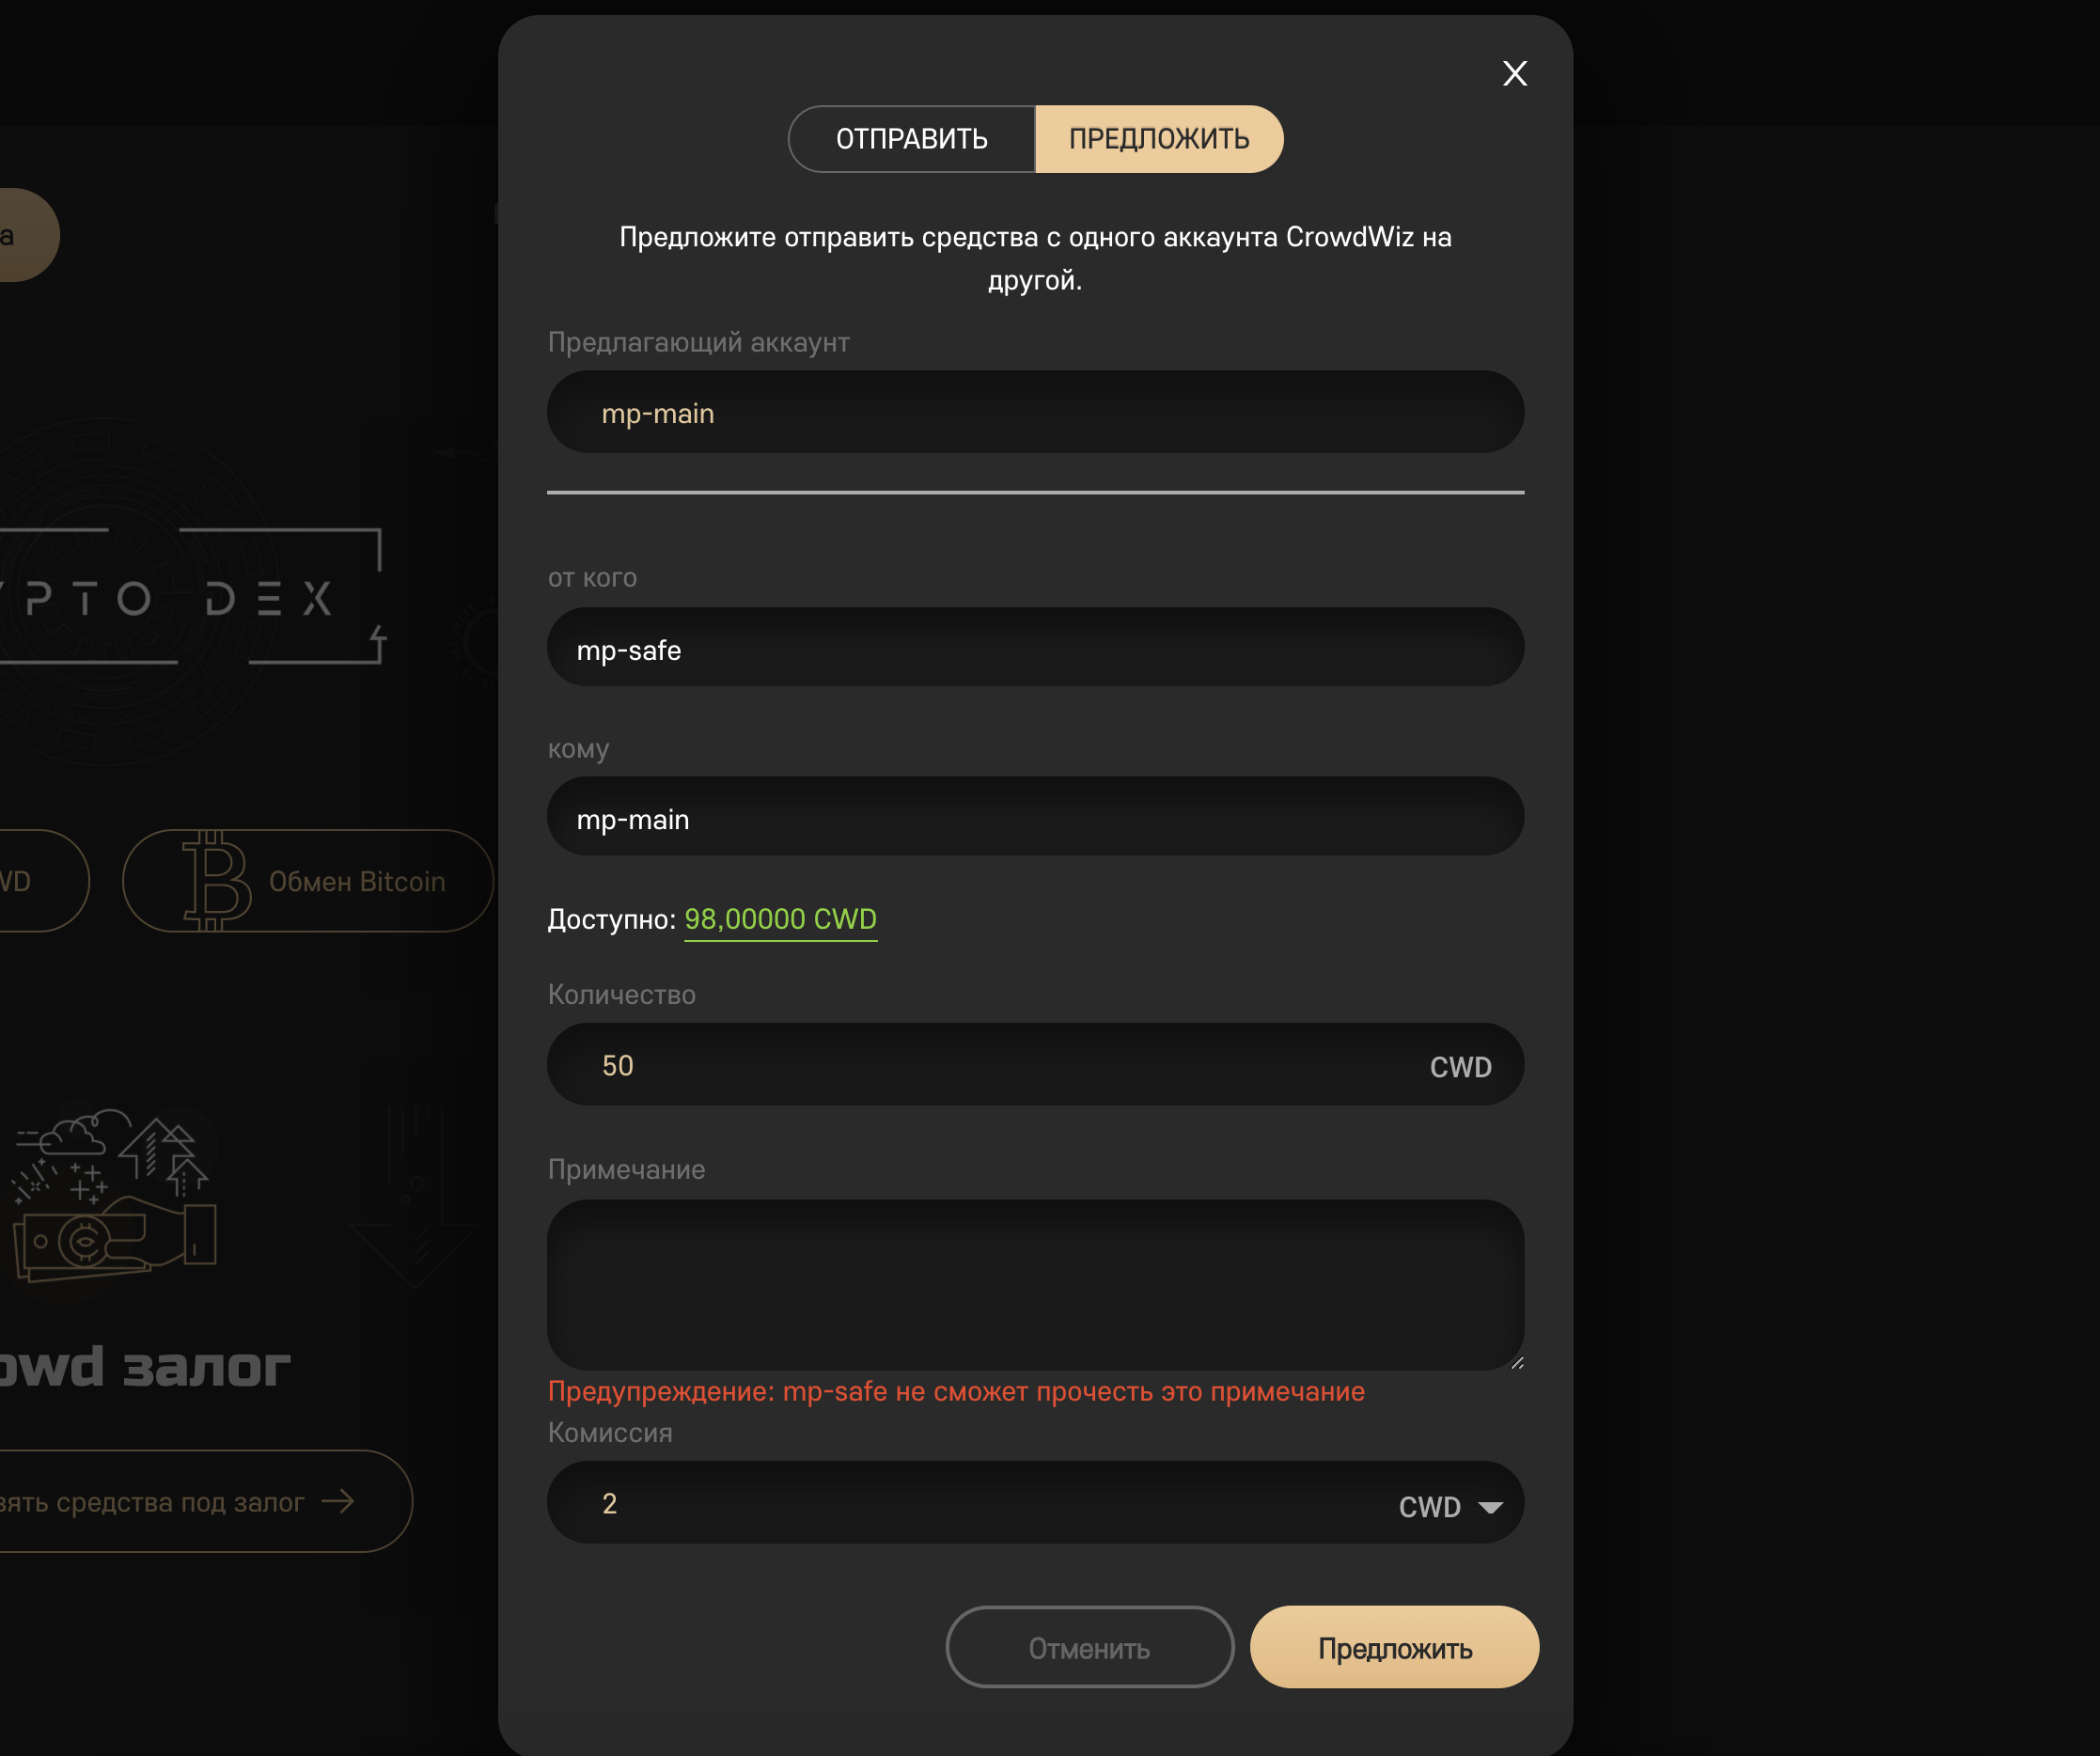 X
ОТПРАВИТЬ ПРЕДЛОЖИТЬ
Предложите отправить средства с одного аккаунта CrowdWiz на
другой.
Предлагающий аккаунт
mp-main
от кого
mp-safe
кому
mp-main
Доступно: 98,00000 CWD
Количество
50 CWD
Примечание
Предупреждение: mp-safe не сможет прочесть это примечание
Комиссия
2 CWD
Отменить Предложить
PTO DEX
WD
Обмен Bitcoin
owd залог
зять средства под залог